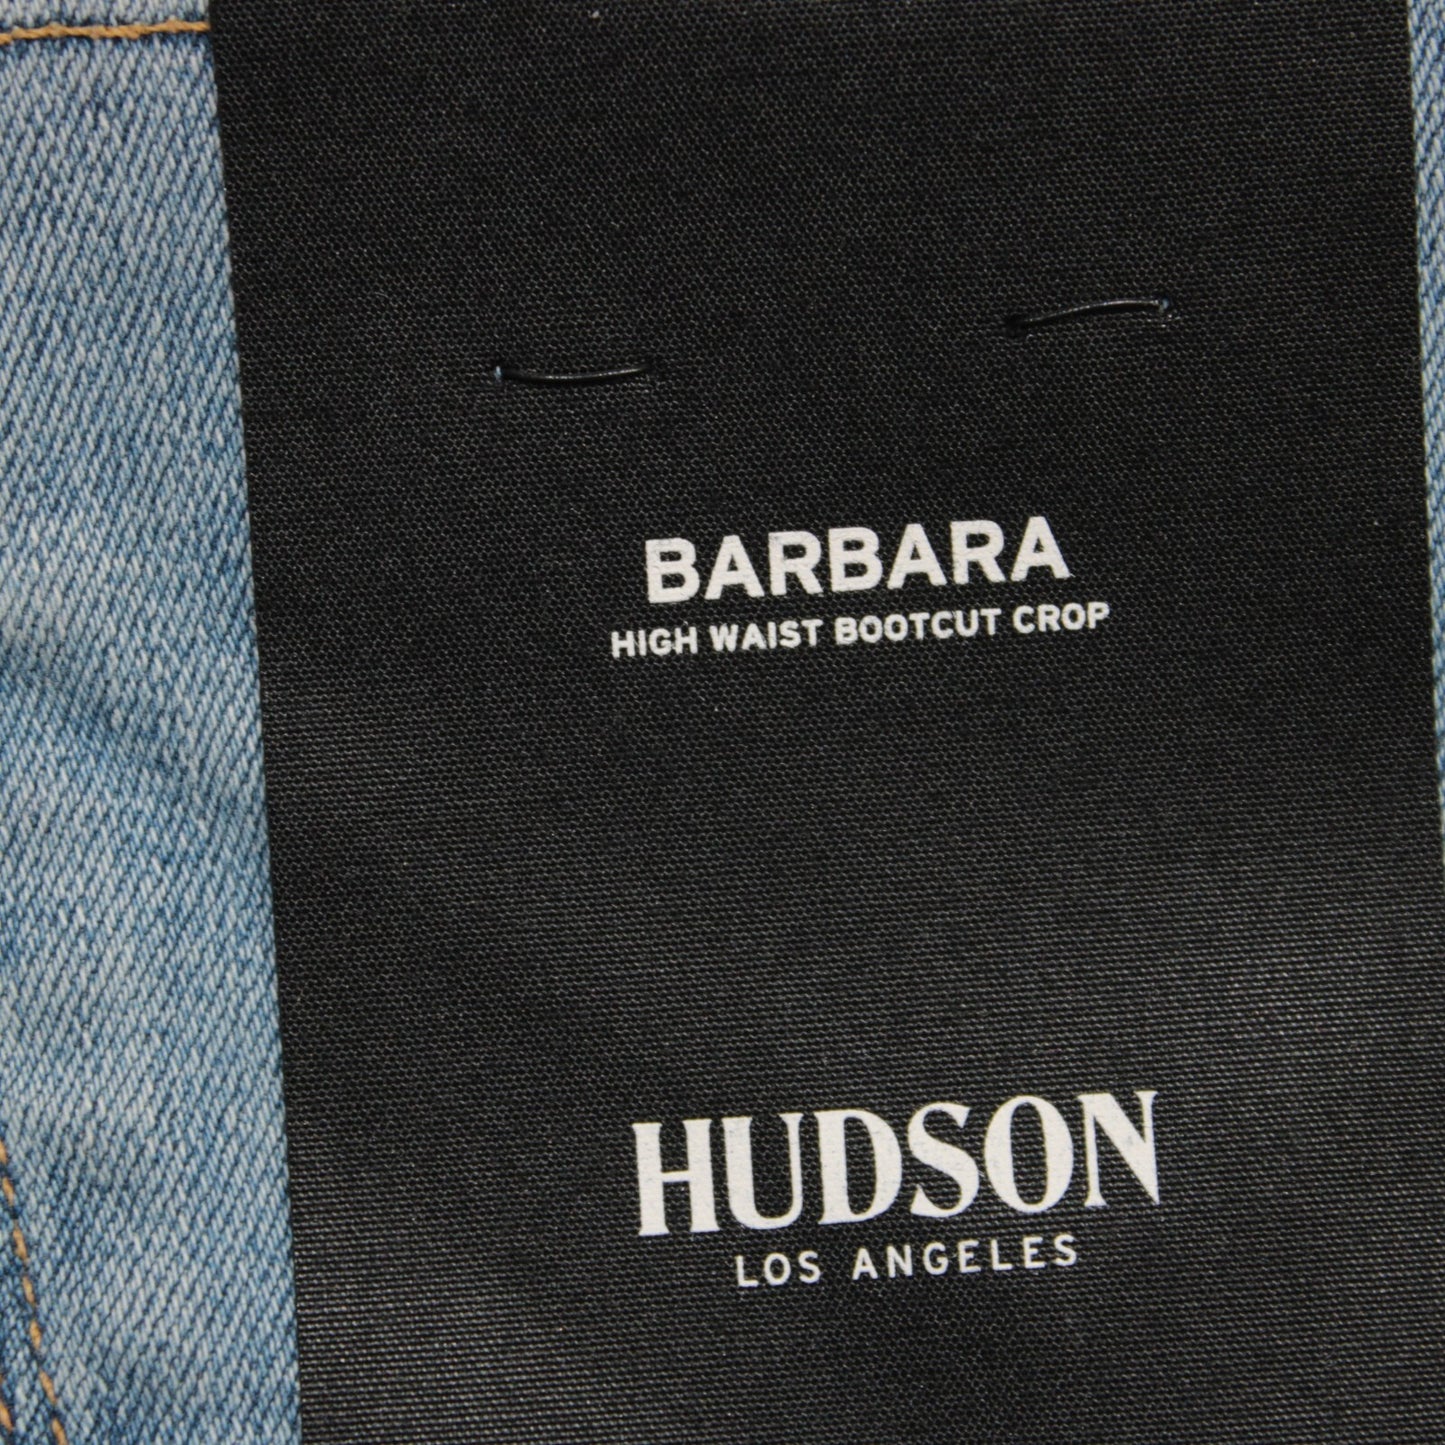 BARBARA
HIGH WAIST BOOTCUT CROP
HUDSON
LOS ANGELES